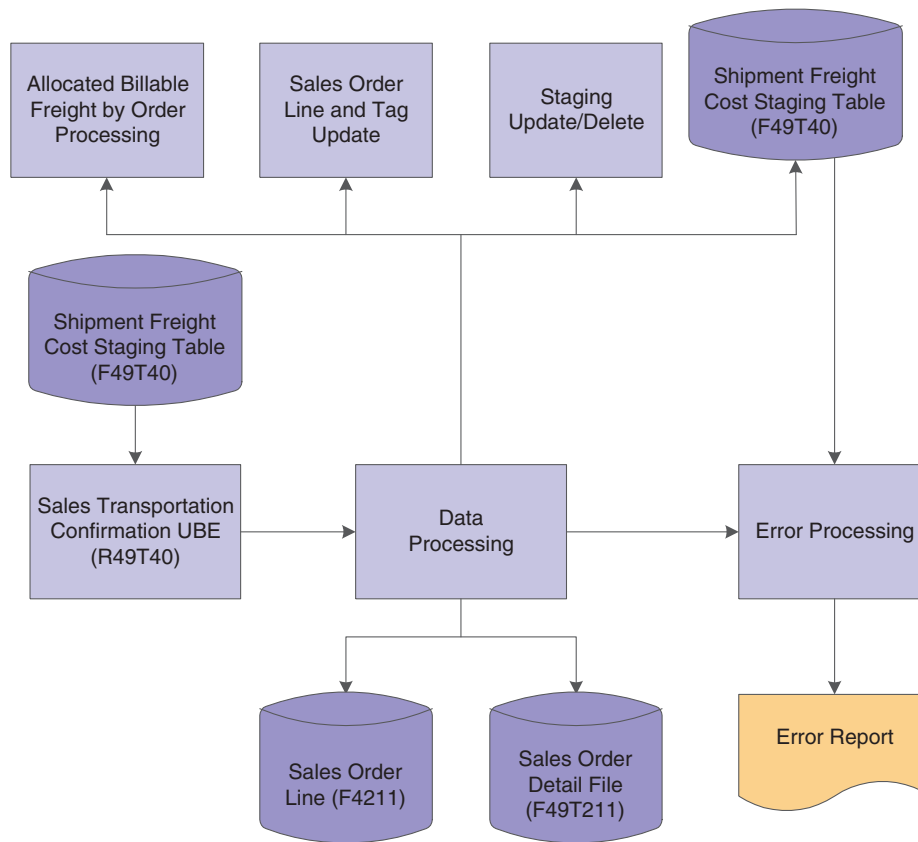 Allocated Billable
Freight by Order
Processing
Sales Order
Line and Tag
Update
Staging
Update/Delete
Shipment Freight
Cost Staging Table
(F49T40)
Shipment Freight
Cost Staging Table
(F49T40)
Sales Transportation
Confirmation UBE
(R49T40)
Data
Processing
Error Processing
Sales Order
Line (F4211)
Sales Order
Detail File
(F49T211)
Error Report